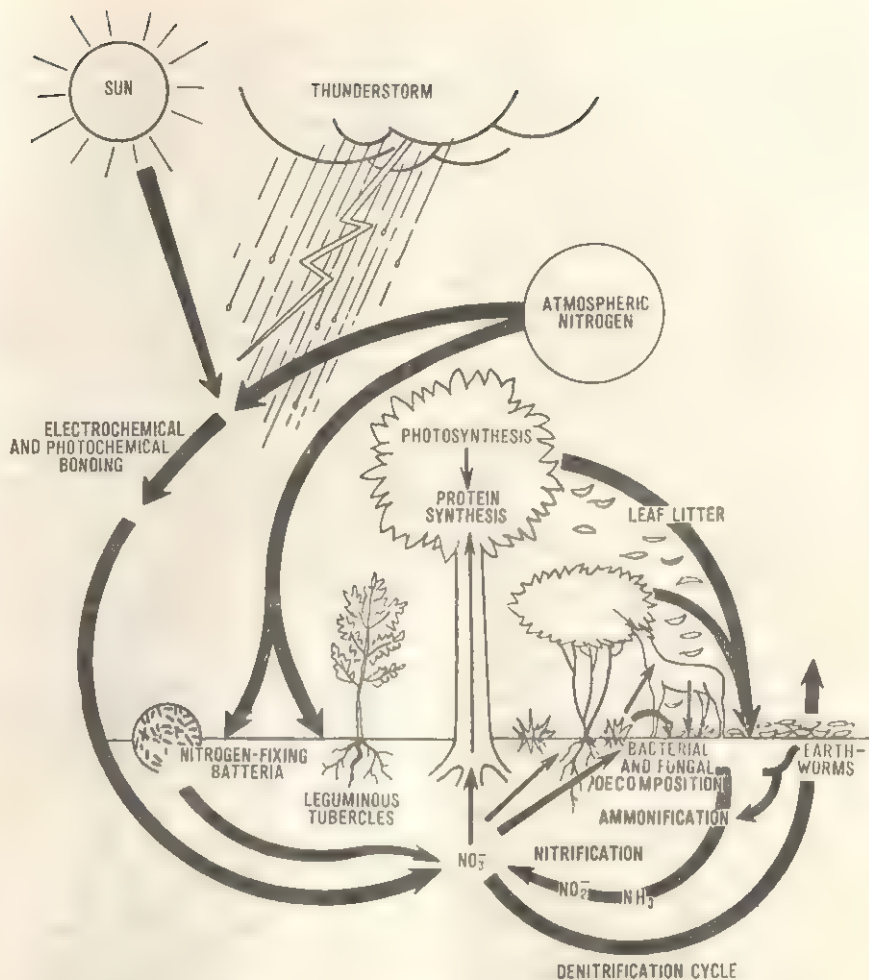 SUN
THUNDERSTORM
ATMOSPHERIC
NITROGEN
ELECTROCHEMICAL
AND PHOTOCHEMICAL
BONDING
PHOTOSYNTHESIS
PROTEIN
SYNTHESIS
LEAF LITTER
NITROGEN-FIXING
BATTERIA
LEGUMINOUS
TUBERCLES
BACTERIAL
AND FUNGAL
DECOMPOSITION
EARTH-
WORMS
AMMONIFICATION
NO₃⁻
NITRIFICATION
NO₂⁻
NH₃
DENITRIFICATION CYCLE